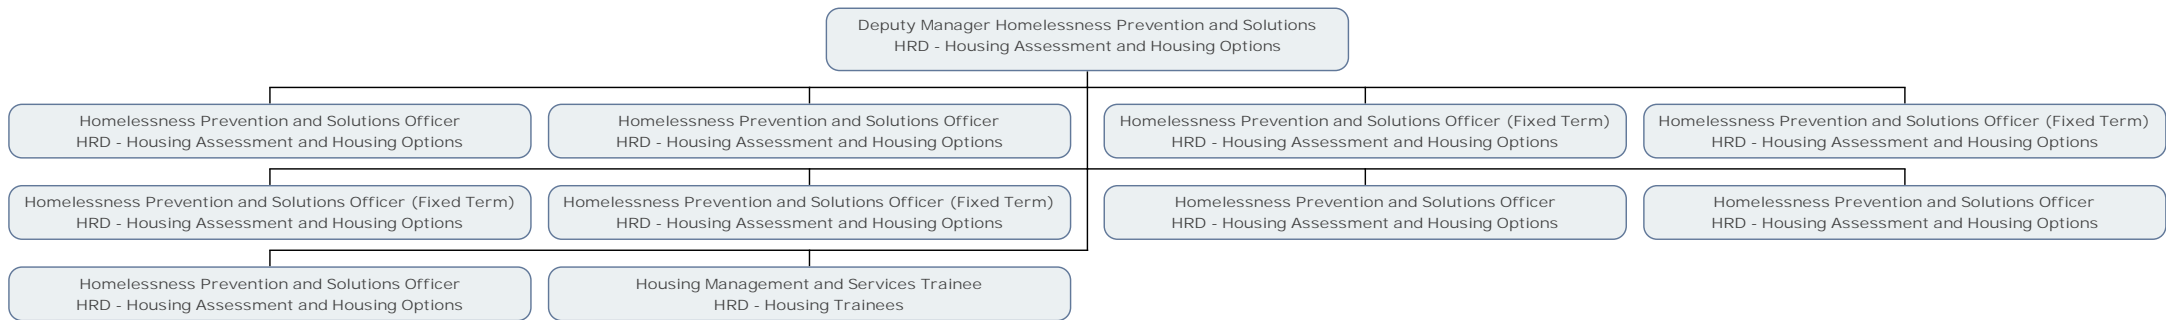 Deputy Manager Homelessness Prevention and Solutions
HRD - Housing Assessment and Housing Options
Homelessness Prevention and Solutions Officer
HRD - Housing Assessment and Housing Options
Homelessness Prevention and Solutions Officer
HRD - Housing Assessment and Housing Options
Homelessness Prevention and Solutions Officer (Fixed Term)
HRD - Housing Assessment and Housing Options
Homelessness Prevention and Solutions Officer (Fixed Term)
HRD - Housing Assessment and Housing Options
Homelessness Prevention and Solutions Officer (Fixed Term)
HRD - Housing Assessment and Housing Options
Homelessness Prevention and Solutions Officer (Fixed Term)
HRD - Housing Assessment and Housing Options
Homelessness Prevention and Solutions Officer
HRD - Housing Assessment and Housing Options
Homelessness Prevention and Solutions Officer
HRD - Housing Assessment and Housing Options
Homelessness Prevention and Solutions Officer
HRD - Housing Assessment and Housing Options
Housing Management and Services Trainee
HRD - Housing Trainees